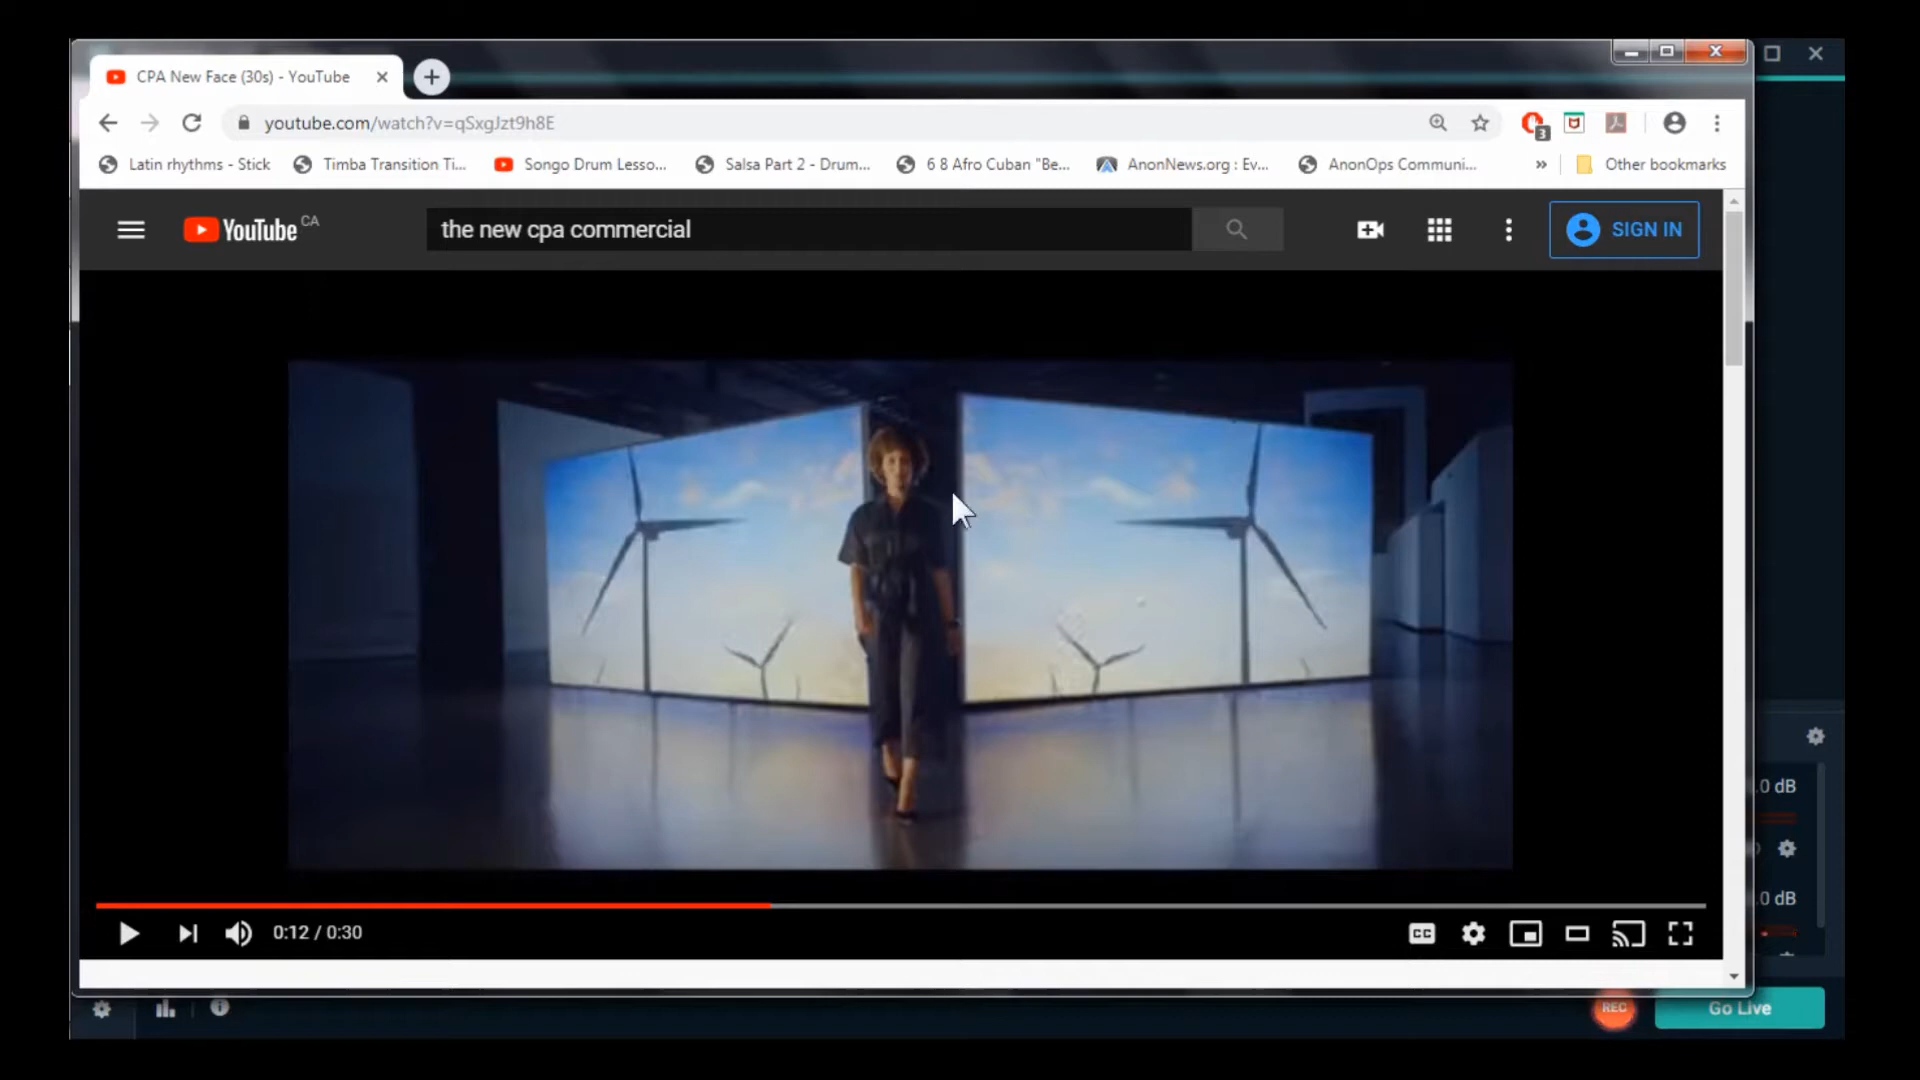 CPA New Face (30s) - YouTube
youtube.com/watch?v=qSxgJzt9h8E
3
Latin rhythms - Stick
Timba Transition Ti...
Songo Drum Lesso...
Salsa Part 2 - Drum...
6 8 Afro Cuban "Be...
AnonNews.org : Ev...
AnonOps Communi...
»
Other bookmarks
YouTube CA
the new cpa commercial
SIGN IN
.0 dB
.0 dB
0:12 / 0:30
CC
REC
Go Live